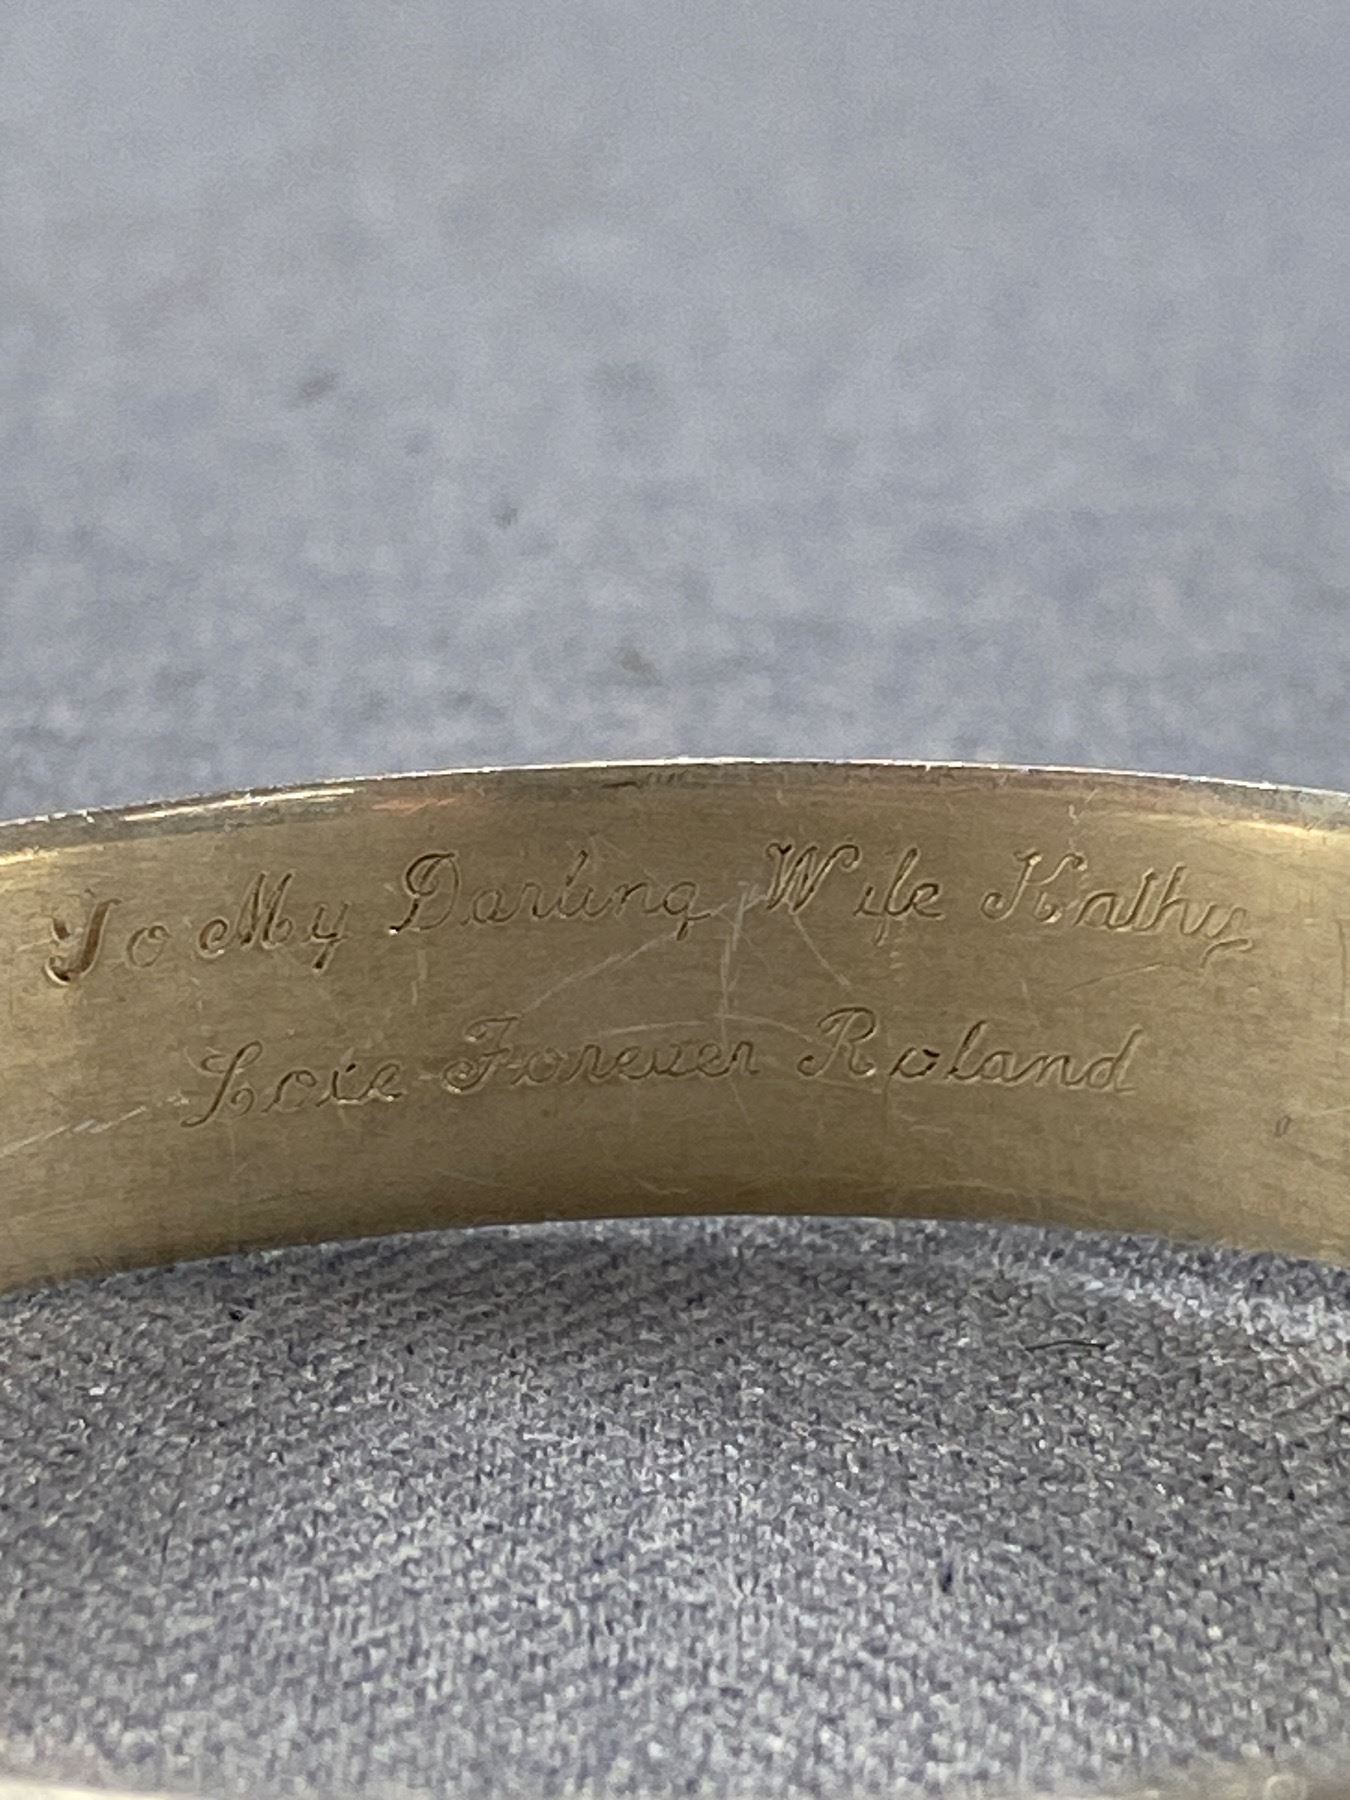 To My Darling Wife Kathy
Love Forever Roland